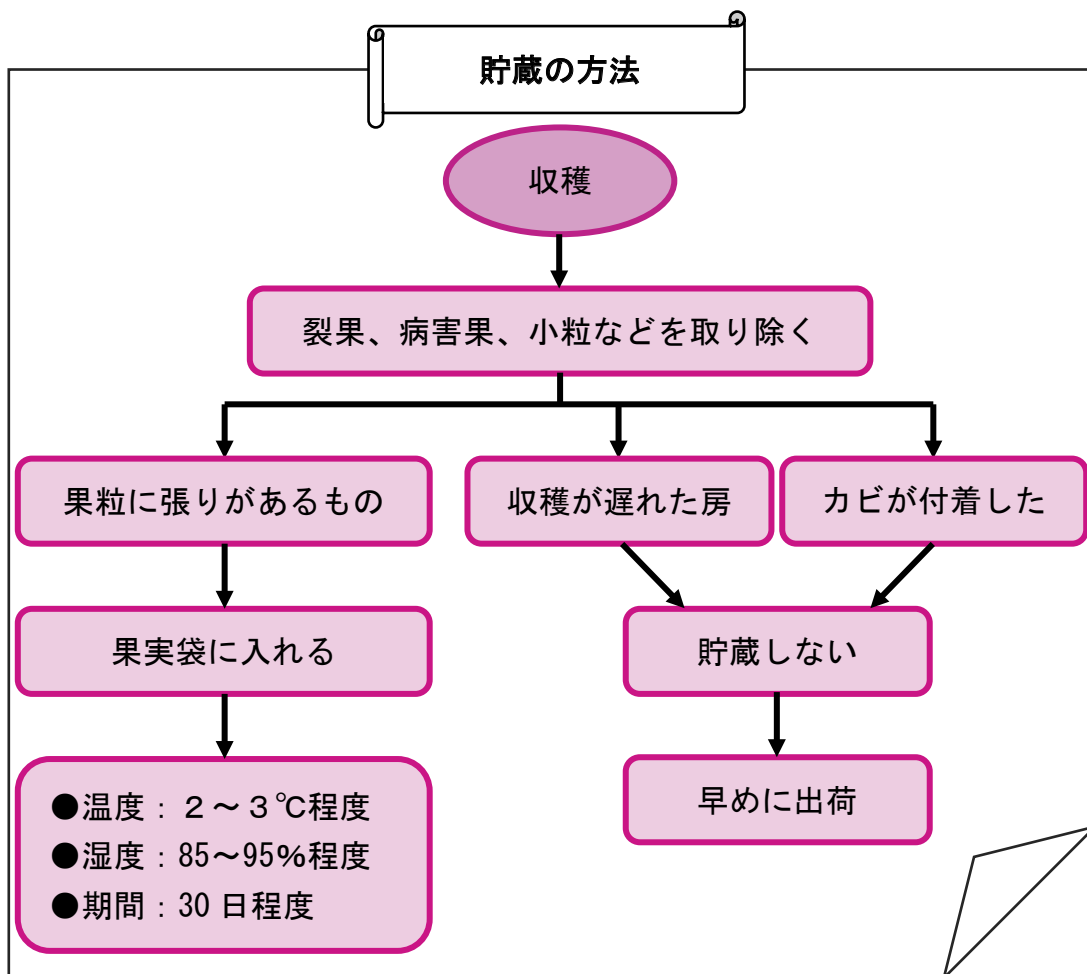 貯蔵の方法
収穫
裂果、病害果、小粒などを取り除く
果粒に張りがあるもの
収穫が遅れた房
カビが付着した
果実袋に入れる
貯蔵しない
早めに出荷
●温度：２～３℃程度
●湿度：85～95%程度
●期間：30 日程度